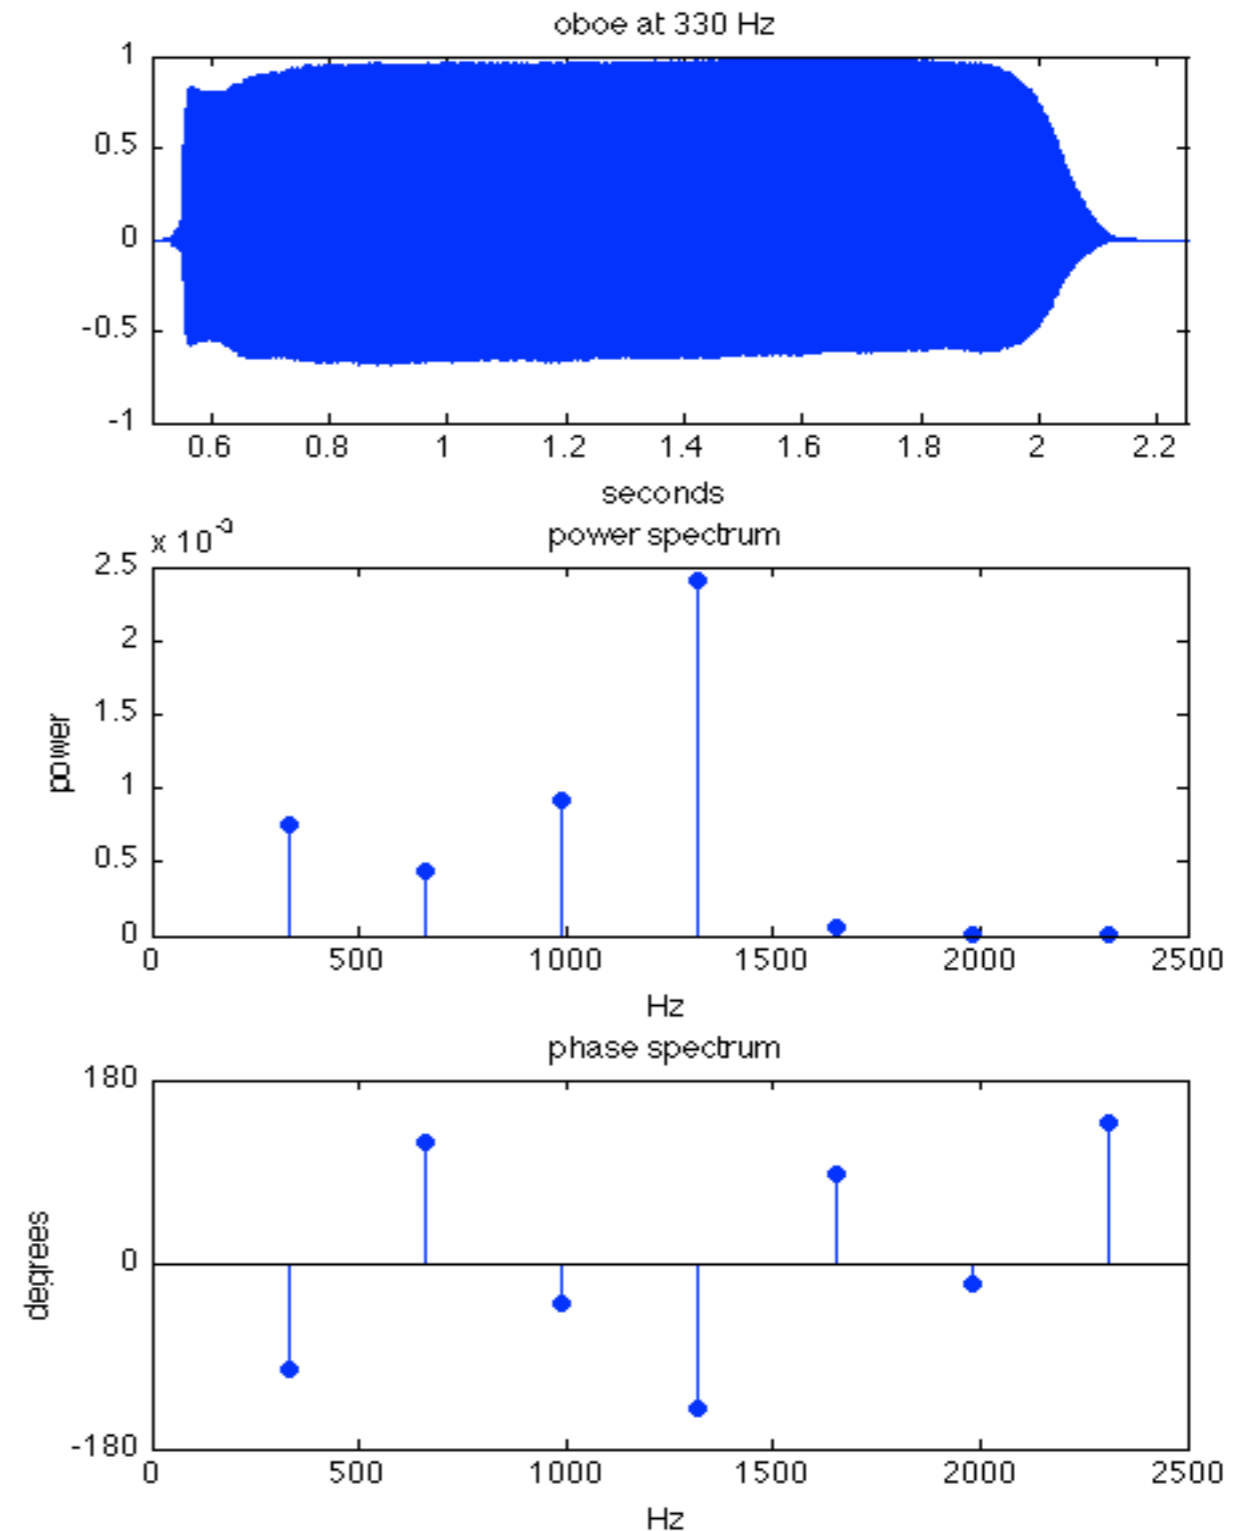 oboe at 330 Hz
1
0.5
0
-0.5
-1
0.6 0.8 1 1.2 1.4 1.6 1.8 2 2.2
seconds
power spectrum
x 10^-3
2.5
2
1.5
1
0.5
0
power
0 500 1000 1500 2000 2500
Hz
phase spectrum
180
0
-180
degrees
0 500 1000 1500 2000 2500
Hz